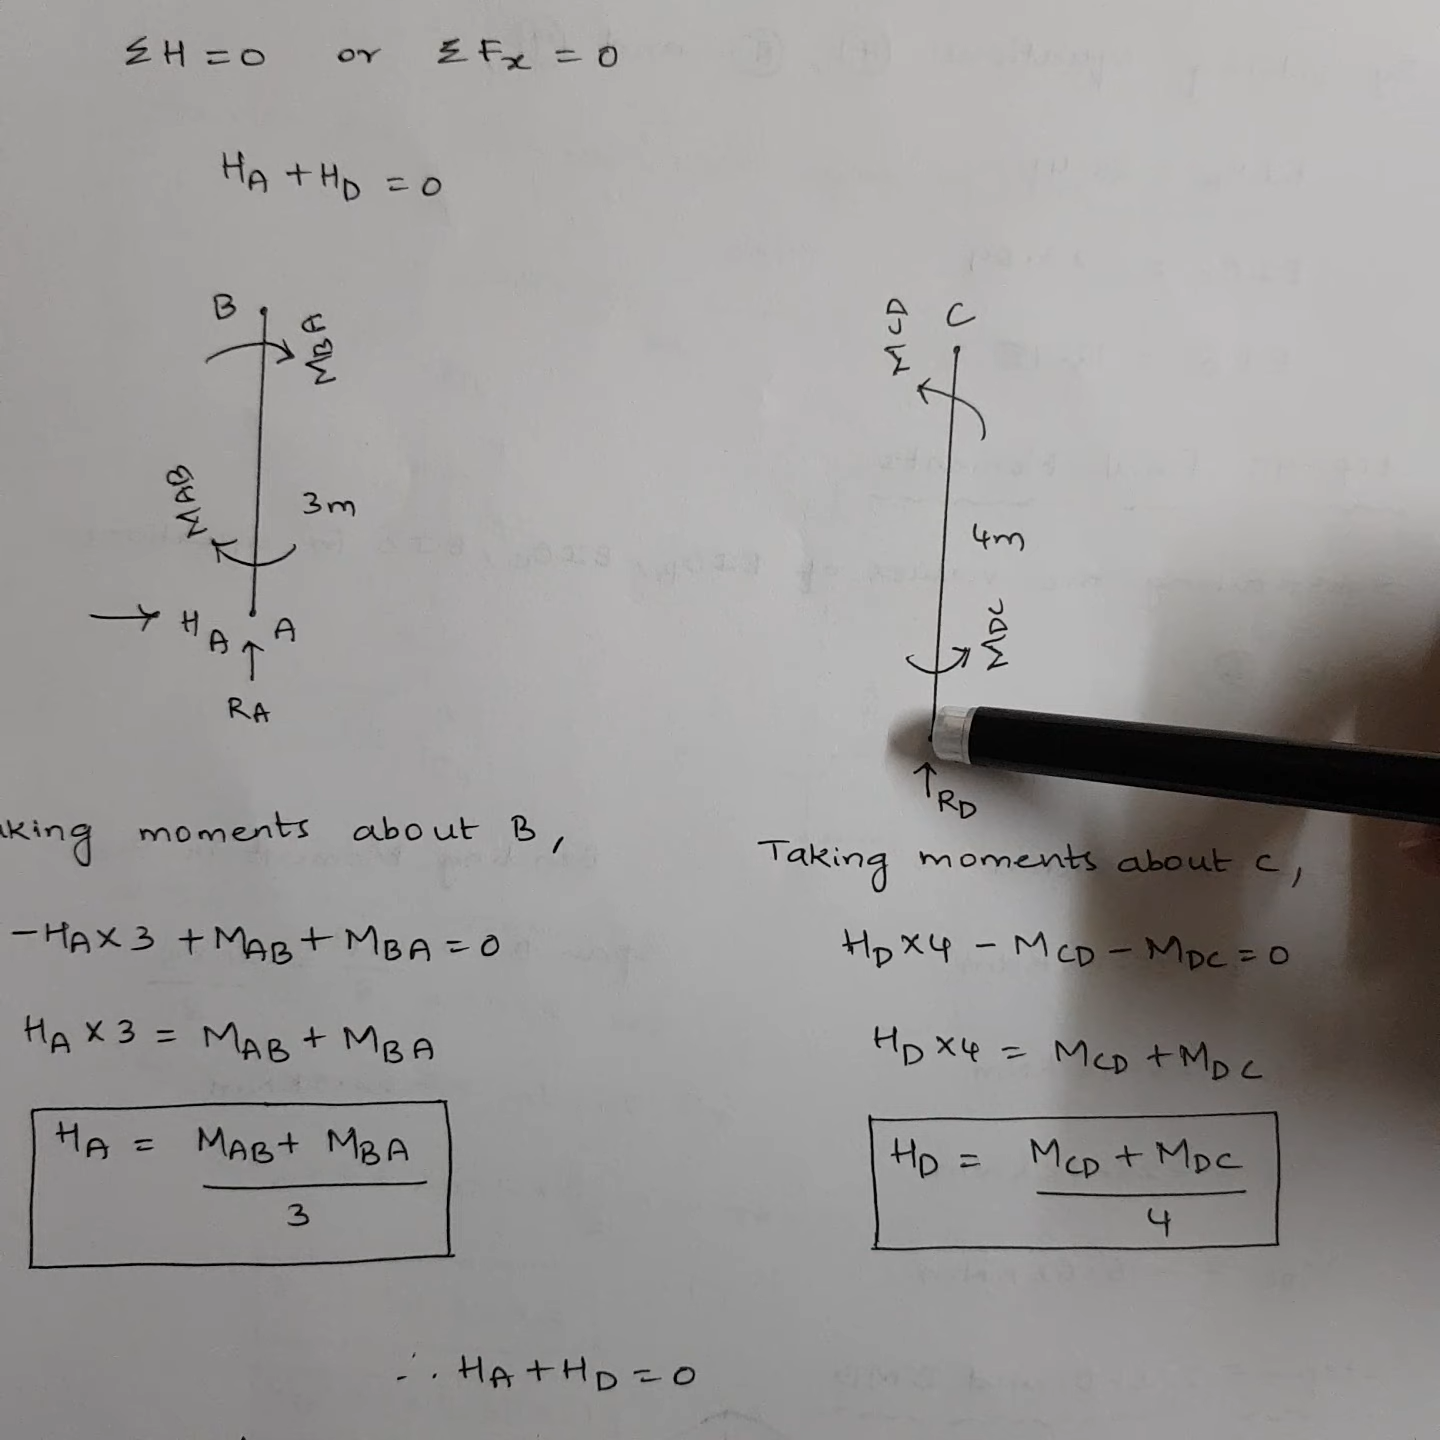 ΣH = 0 or ΣFx = 0
HA + HD = 0
B
MBA
MAB
3m
HA
A
RA
MCD
C
4m
MDC
RD
moments about B,
-HA x 3 + MAB + MBA = 0
HA x 3 = MAB + MBA
HA = MAB + MBA
3
Taking moments about C,
HD x 4 - MCD - MDC = 0
HD x 4 = MCD + MDC
HD = MCD + MDC
4
∴ HA + HD = 0